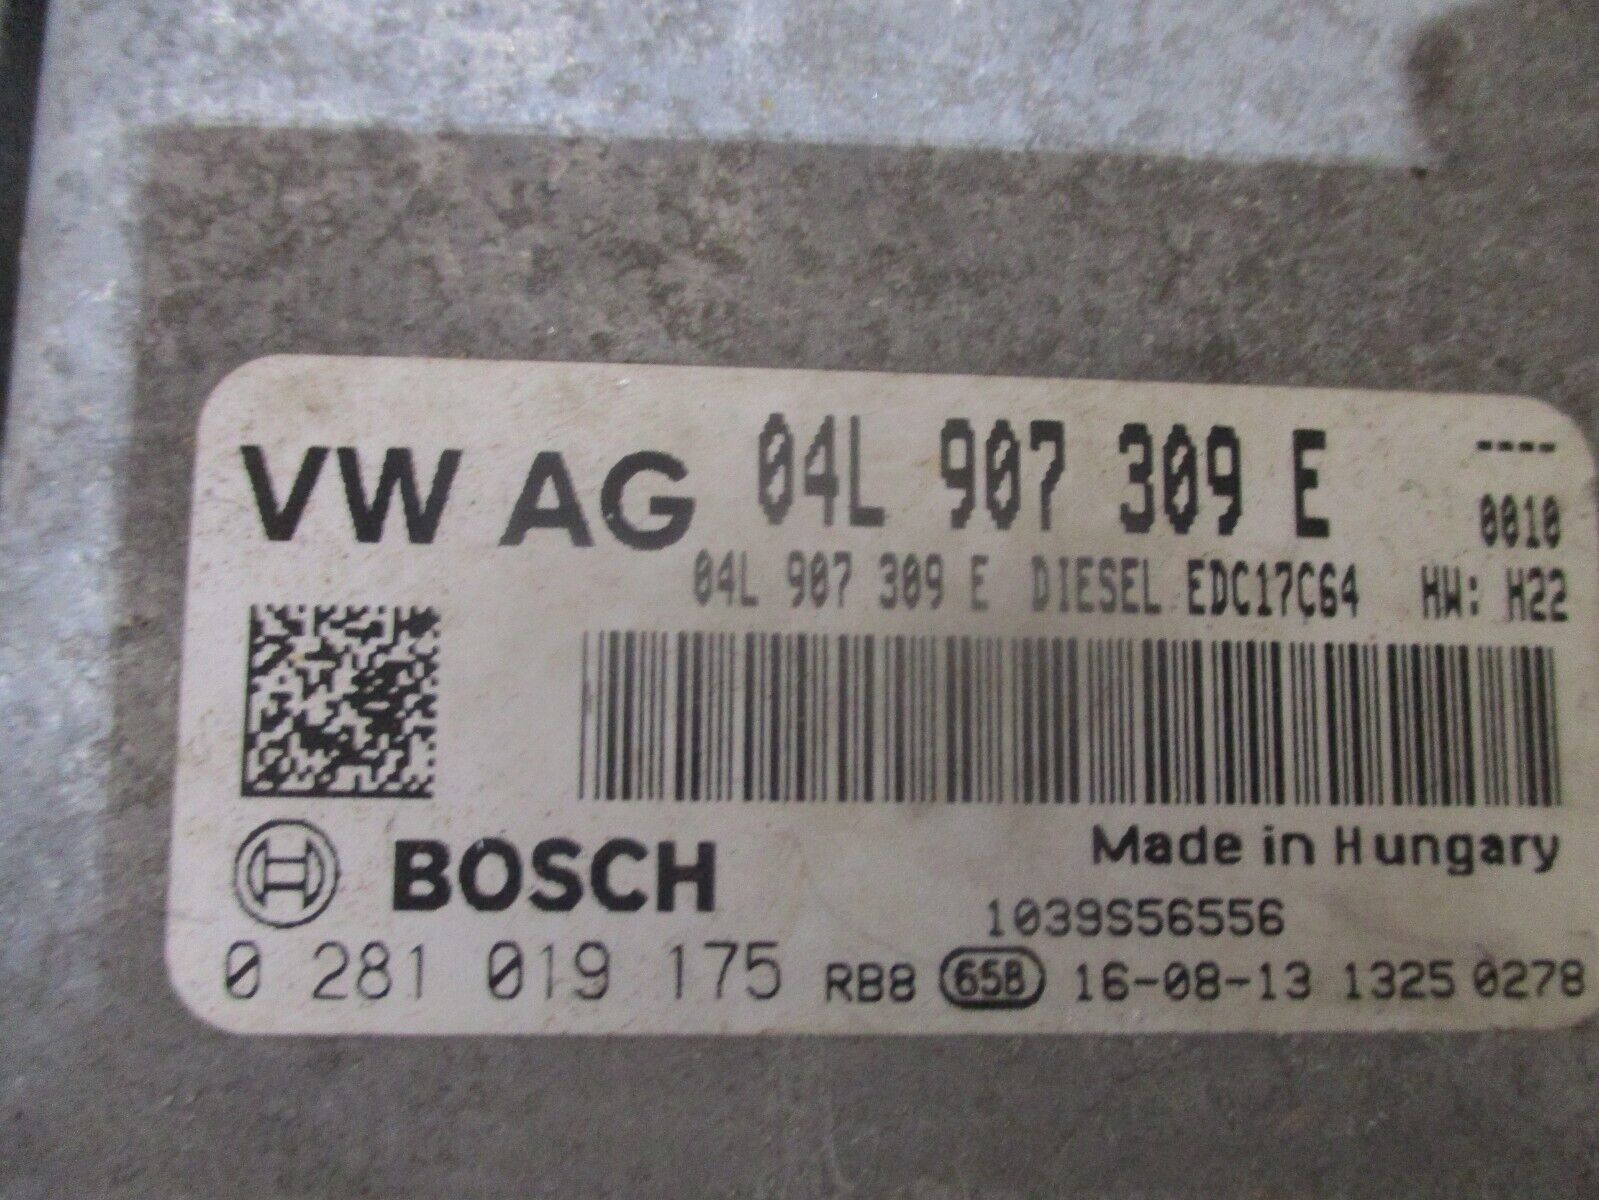 VW AG 04L 907 309 E ----
0010
04L 907 309 E DIESEL EDC17C64 HW: H22
BOSCH
Made in Hungary
1039S56556
0 281 019 175 RB8 658 16-08-13 1325 0278